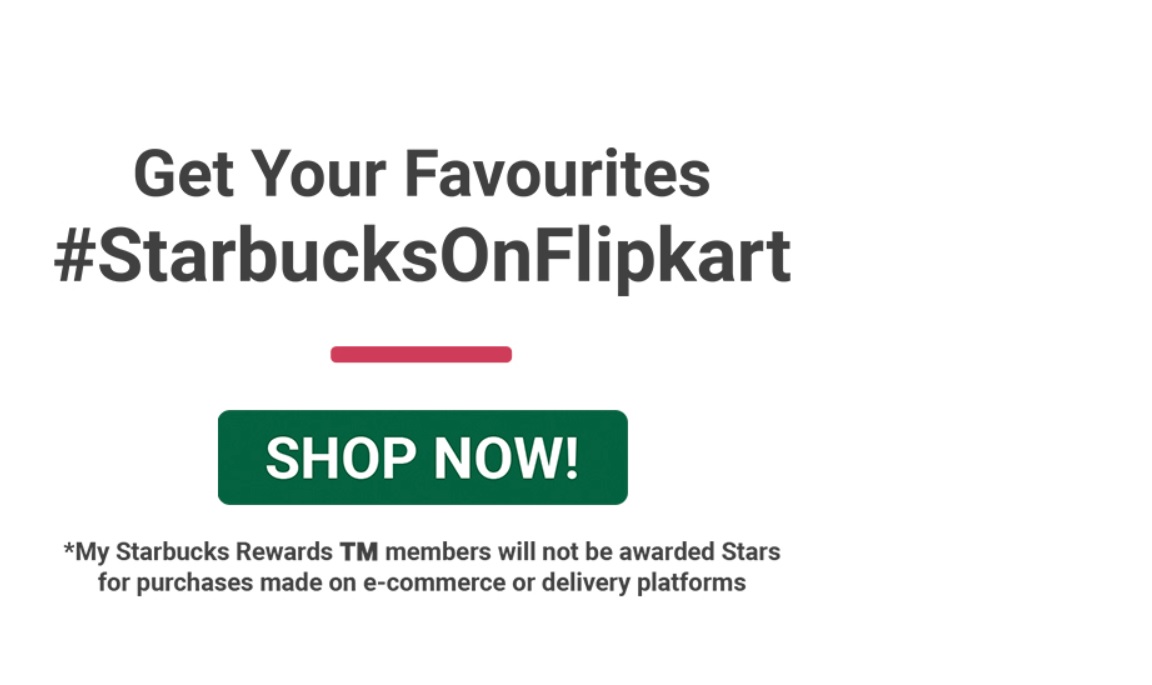 Get Your Favourites
#StarbucksOnFlipkart
SHOP NOW!
*My Starbucks Rewards TM members will not be awarded Stars
for purchases made on e-commerce or delivery platforms